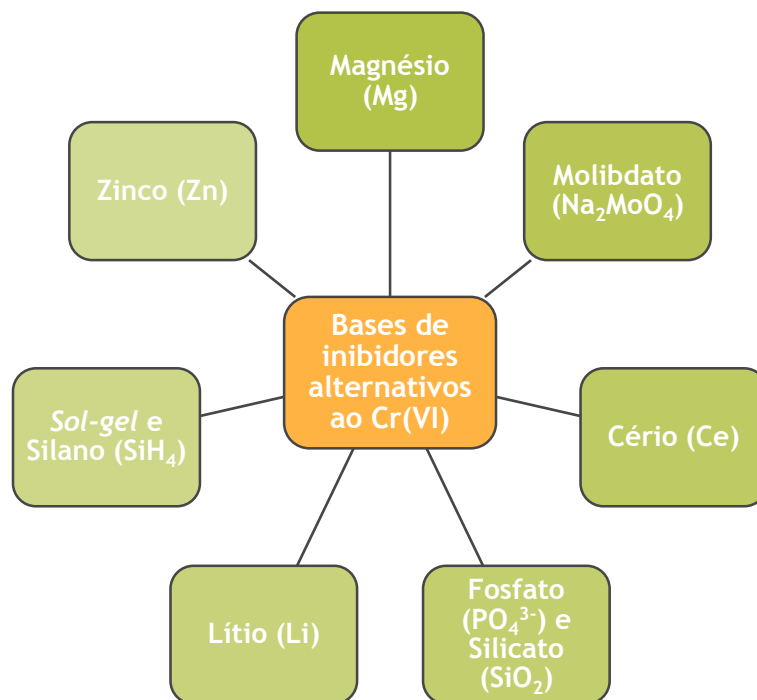 Magnésio
(Mg)
Molibdato
(Na₂MoO₄)
Cério (Ce)
Fosfato
(PO₄³⁻) e
Silicato
(SiO₂)
Lítio (Li)
Sol-gel e
Silano (SiH₄)
Zinco (Zn)
Bases de
inibidores
alternativos
ao Cr(VI)